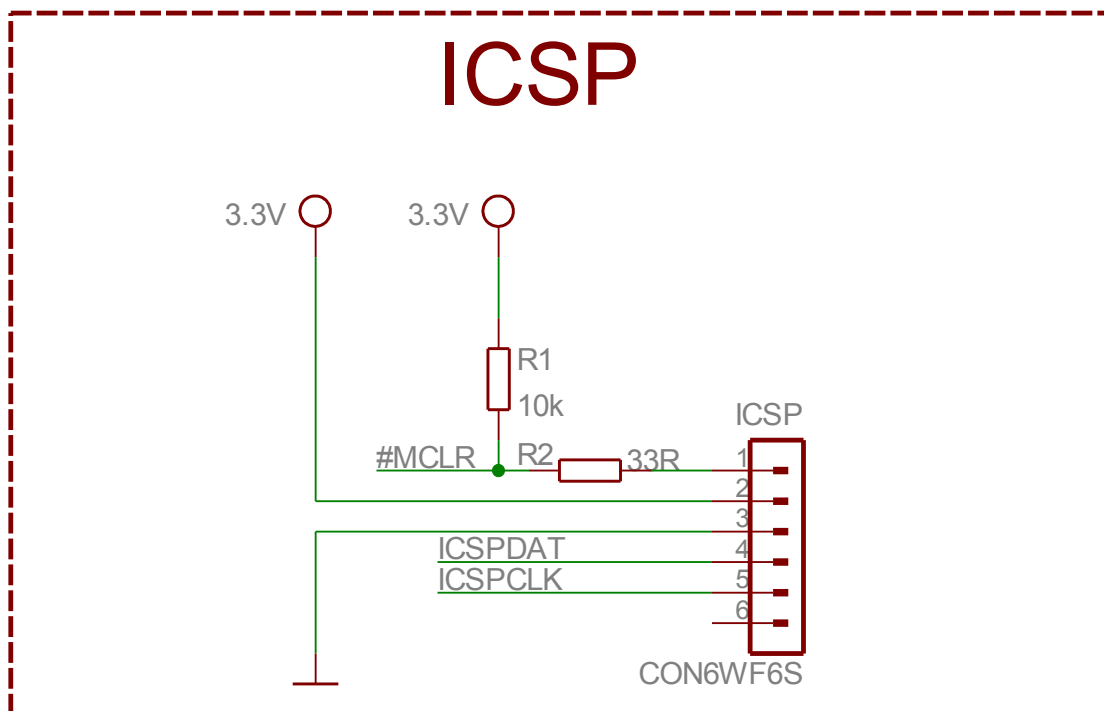 ICSP
3.3V
3.3V
R1
10k
ICSP
#MCLR
R2
33R
1
2
3
ICSPDAT
4
ICSPCLK
5
6
CON6WF6S